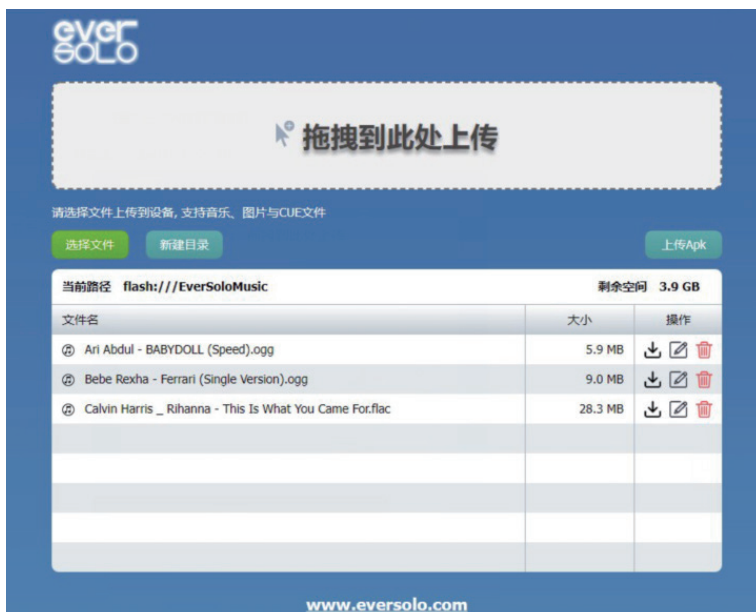 ever
SOLO
拖拽到此处上传
请选择文件上传到设备, 支持音乐、图片与CUE文件
选择文件 新建目录 上传Apk
当前路径 flash:///EverSoloMusic 剩余空间 3.9 GB
文件名 大小 操作
Ari Abdul - BABYDOLL (Speed).ogg 5.9 MB
Bebe Rexha - Ferrari (Single Version).ogg 9.0 MB
Calvin Harris _ Rihanna - This Is What You Came For.flac 28.3 MB
www.eversolo.com